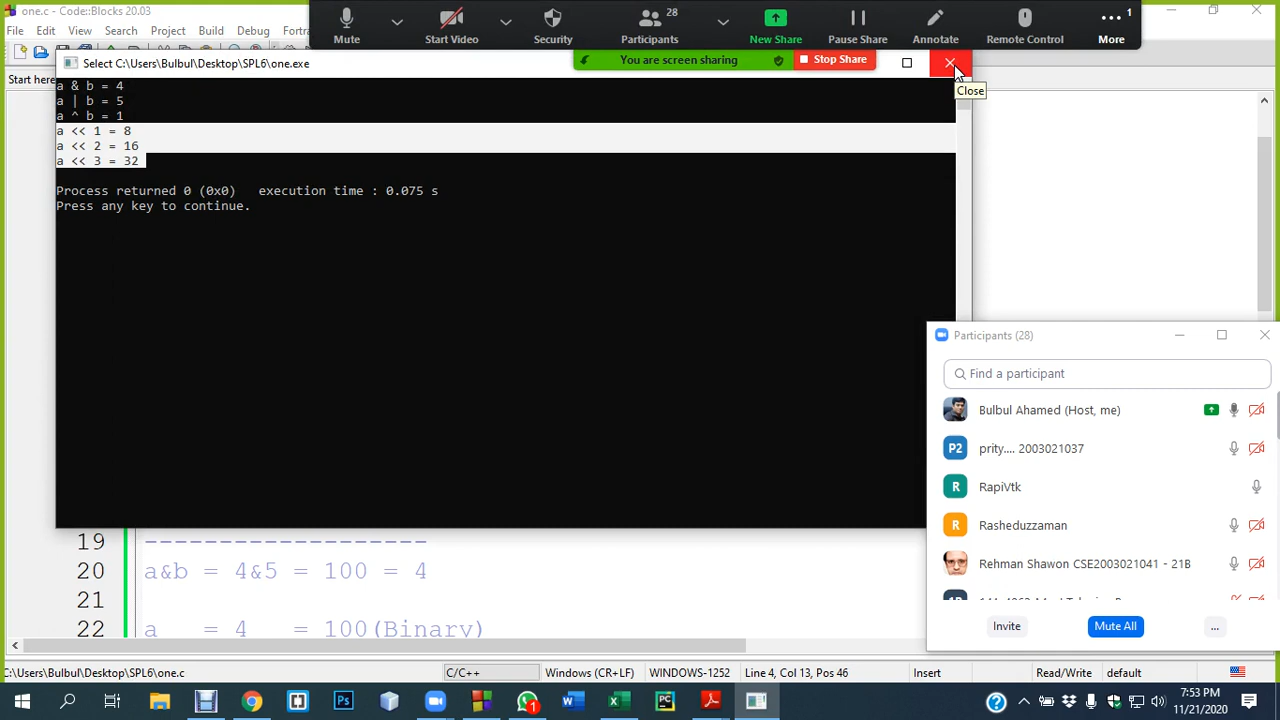 one.c - Code::Blocks 20.03
File Edit View Search Project Build Debug Fortra
Mute
Start Video
Security
28
Participants
New Share
Pause Share
Annotate
Remote Control
1
More
You are screen sharing
Stop Share
Start here
Select C:\Users\Bulbul\Desktop\SPL6\one.exe
Close
a & b = 4
a | b = 5
a ^ b = 1
a << 1 = 8
a << 2 = 16
a << 3 = 32
Process returned 0 (0x0)   execution time : 0.075 s
Press any key to continue.
Participants (28)
Find a participant
Bulbul Ahamed (Host, me)
P2 prity.... 2003021037
R RapiVtk
R Rasheduzzaman
Rehman Shawon CSE2003021041 - 21B
Invite
Mute All
...
19 ------------------
20 a&b = 4&5 = 100 = 4
21
22 a   = 4   = 100(Binary)
C:\Users\Bulbul\Desktop\SPL6\one.c
C/C++
Windows (CR+LF)
WINDOWS-1252
Line 4, Col 13, Pos 46
Insert
Read/Write
default
7:53 PM
11/21/2020